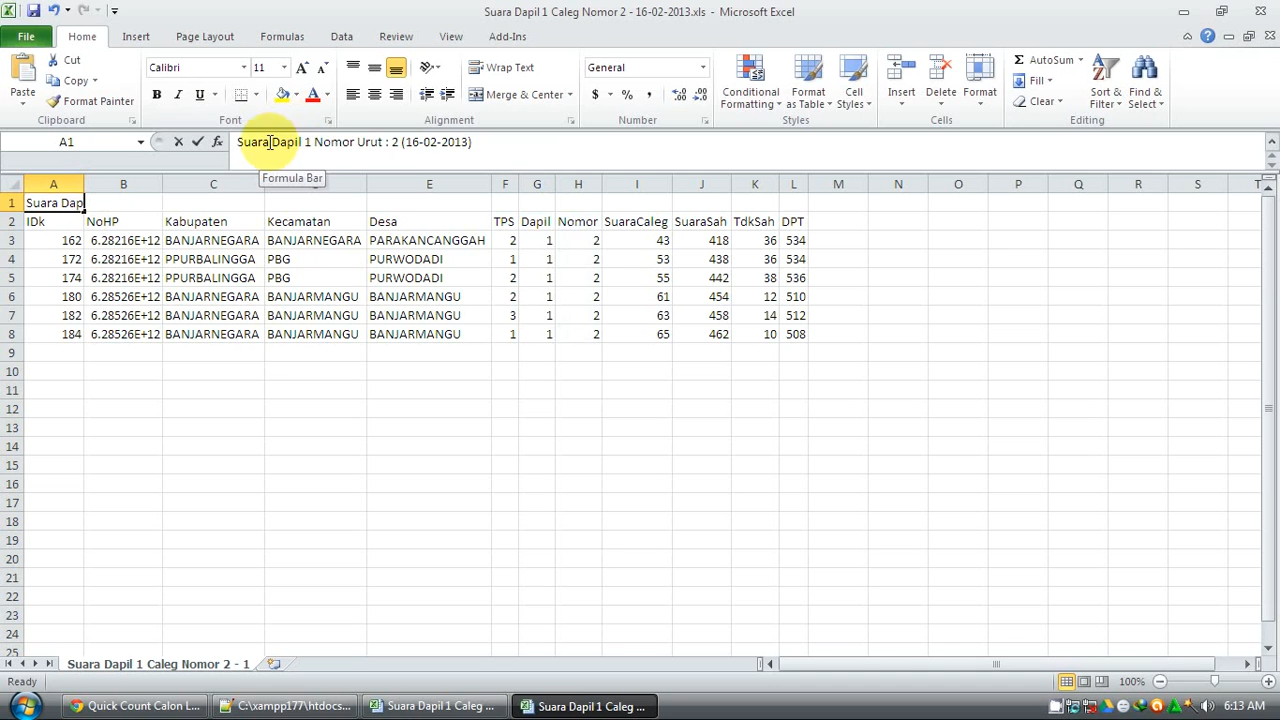 Suara Dapil 1 Caleg Nomor 2 - 16-02-2013.xls - Microsoft Excel
File Home Insert Page Layout Formulas Data Review View Add-Ins
Paste Cut Copy Format Painter Clipboard
Calibri 11 B I U A Font
Wrap Text Merge & Center Alignment
General $ % , Number
Conditional Formatting Format as Table Cell Styles Styles
Insert Delete Format Cells
AutoSum Fill Clear Sort & Filter Find & Select Editing
A1 fx Suara Dapil 1 Nomor Urut : 2 (16-02-2013)
Formula Bar
A B C D E F G H I J K L M N O P Q R S T
1 Suara Dap
2 IDk NoHP Kabupaten Kecamatan Desa TPS Dapil Nomor SuaraCaleg SuaraSah TdkSah DPT
3 162 6.28216E+12 BANJARNEGARA BANJARNEGARA PARAKANCANGGAH 2 1 2 43 418 36 534
4 172 6.28216E+12 PPURBALINGGA PBG PURWODADI 1 1 2 53 438 36 534
5 174 6.28216E+12 PPURBALINGGA PBG PURWODADI 2 1 2 55 442 38 536
6 180 6.28526E+12 BANJARNEGARA BANJARMANGU BANJARMANGU 2 1 2 61 454 12 510
7 182 6.28526E+12 BANJARNEGARA BANJARMANGU BANJARMANGU 3 1 2 63 458 14 512
8 184 6.28526E+12 BANJARNEGARA BANJARMANGU BANJARMANGU 1 1 2 65 462 10 508
9
10
11
12
13
14
15
16
17
18
19
20
21
22
23
24
25
Suara Dapil 1 Caleg Nomor 2 - 1
Ready 100%
Quick Count Calon L... C:\xampp177\htdocs... Suara Dapil 1 Caleg ... Suara Dapil 1 Caleg ... 6:13 AM